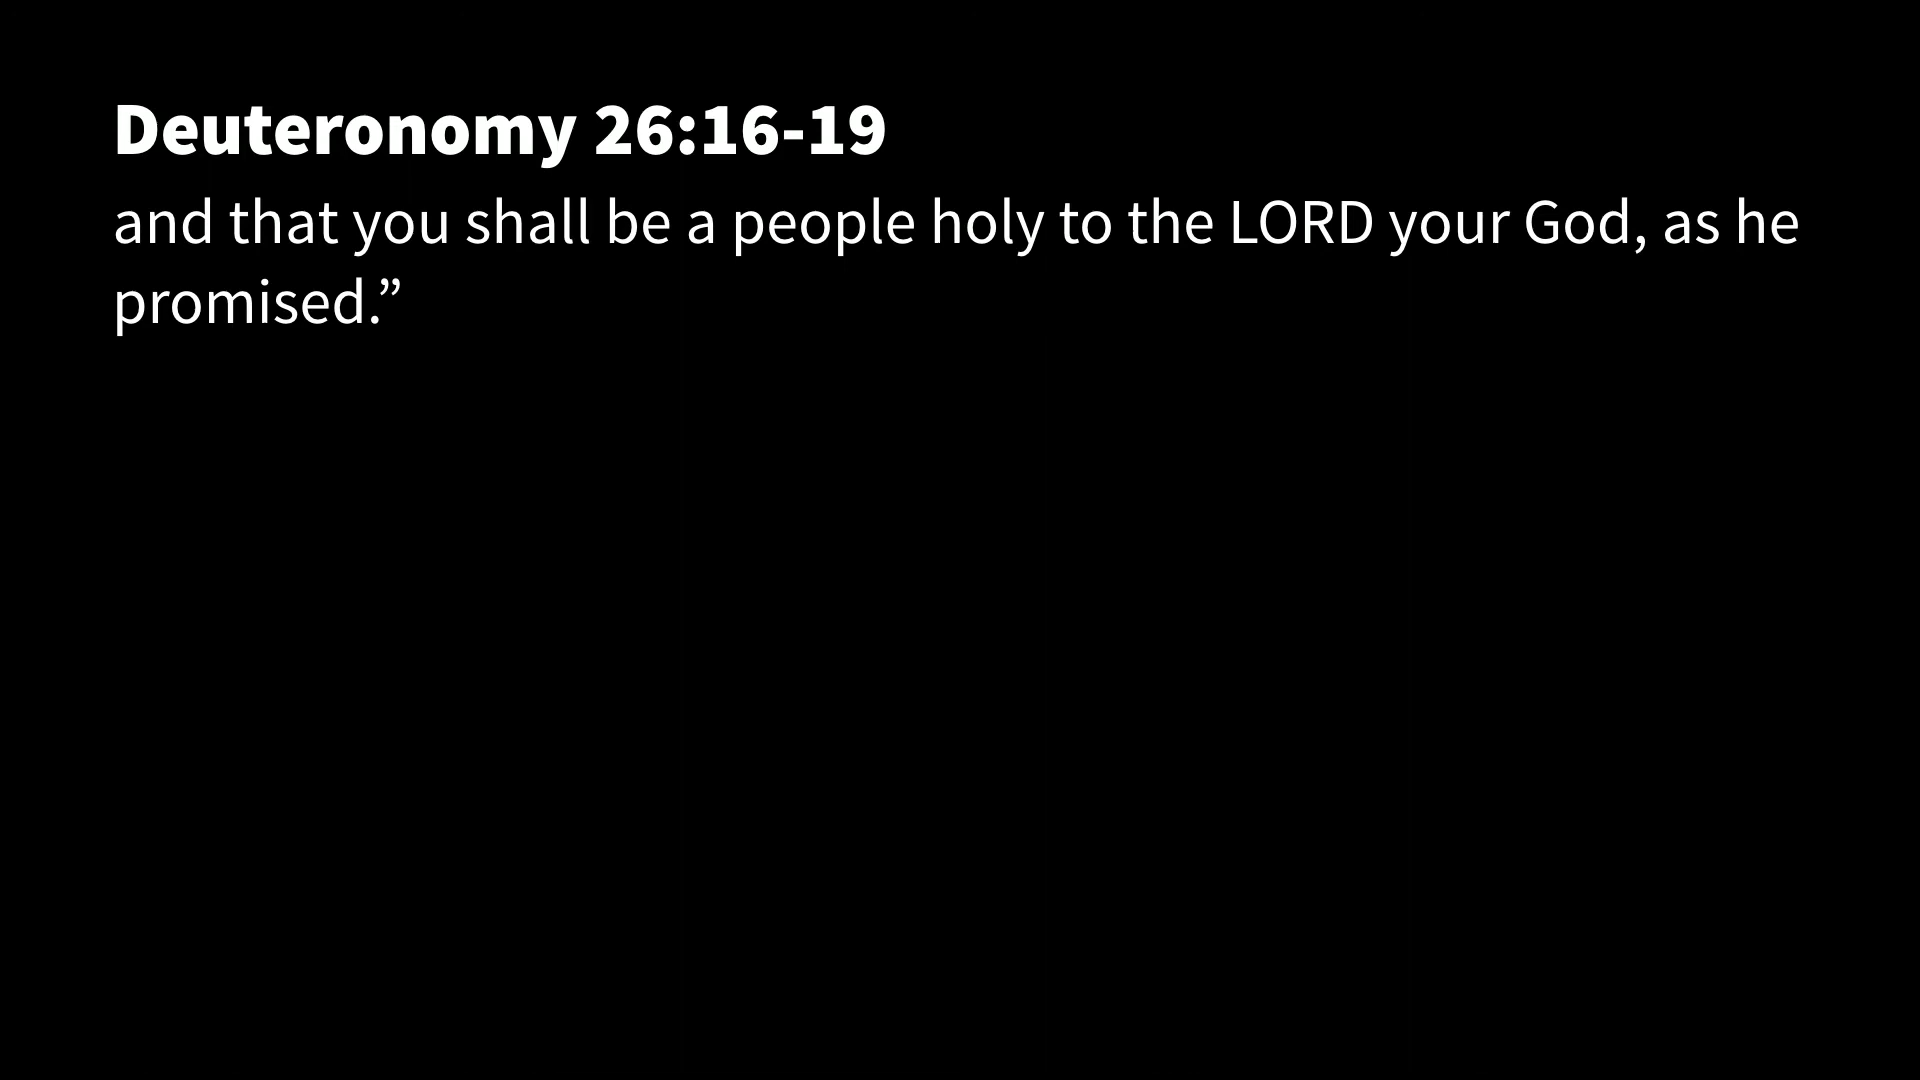 Deuteronomy 26:16-19
and that you shall be a people holy to the LORD your God, as he
promised.”